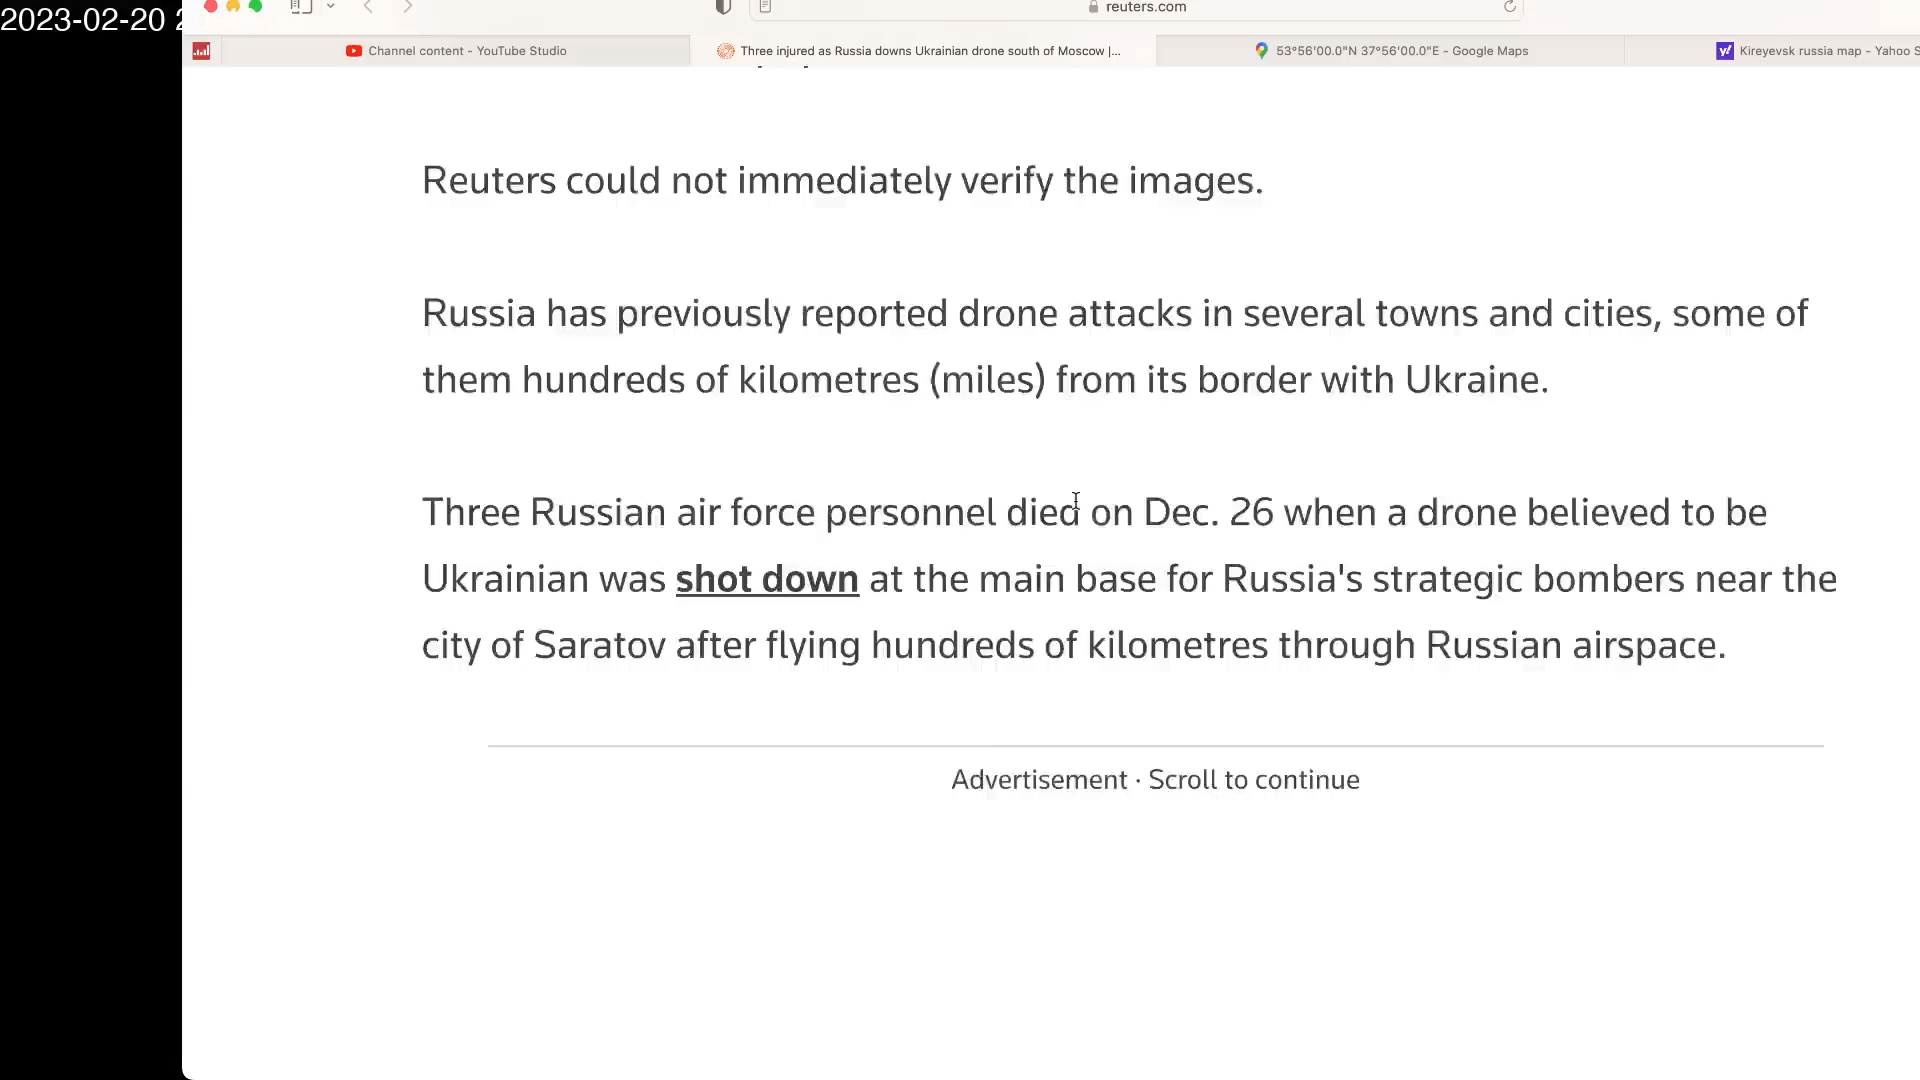 2023-02-20
reuters.com
Channel content - YouTube Studio
Three injured as Russia downs Ukrainian drone south of Moscow |...
53°56'00.0"N 37°56'00.0"E - Google Maps
Kireyevsk russia map - Yahoo S
Reuters could not immediately verify the images.
Russia has previously reported drone attacks in several towns and cities, some of
them hundreds of kilometres (miles) from its border with Ukraine.
Three Russian air force personnel died on Dec. 26 when a drone believed to be
Ukrainian was shot down at the main base for Russia's strategic bombers near the
city of Saratov after flying hundreds of kilometres through Russian airspace.
Advertisement · Scroll to continue